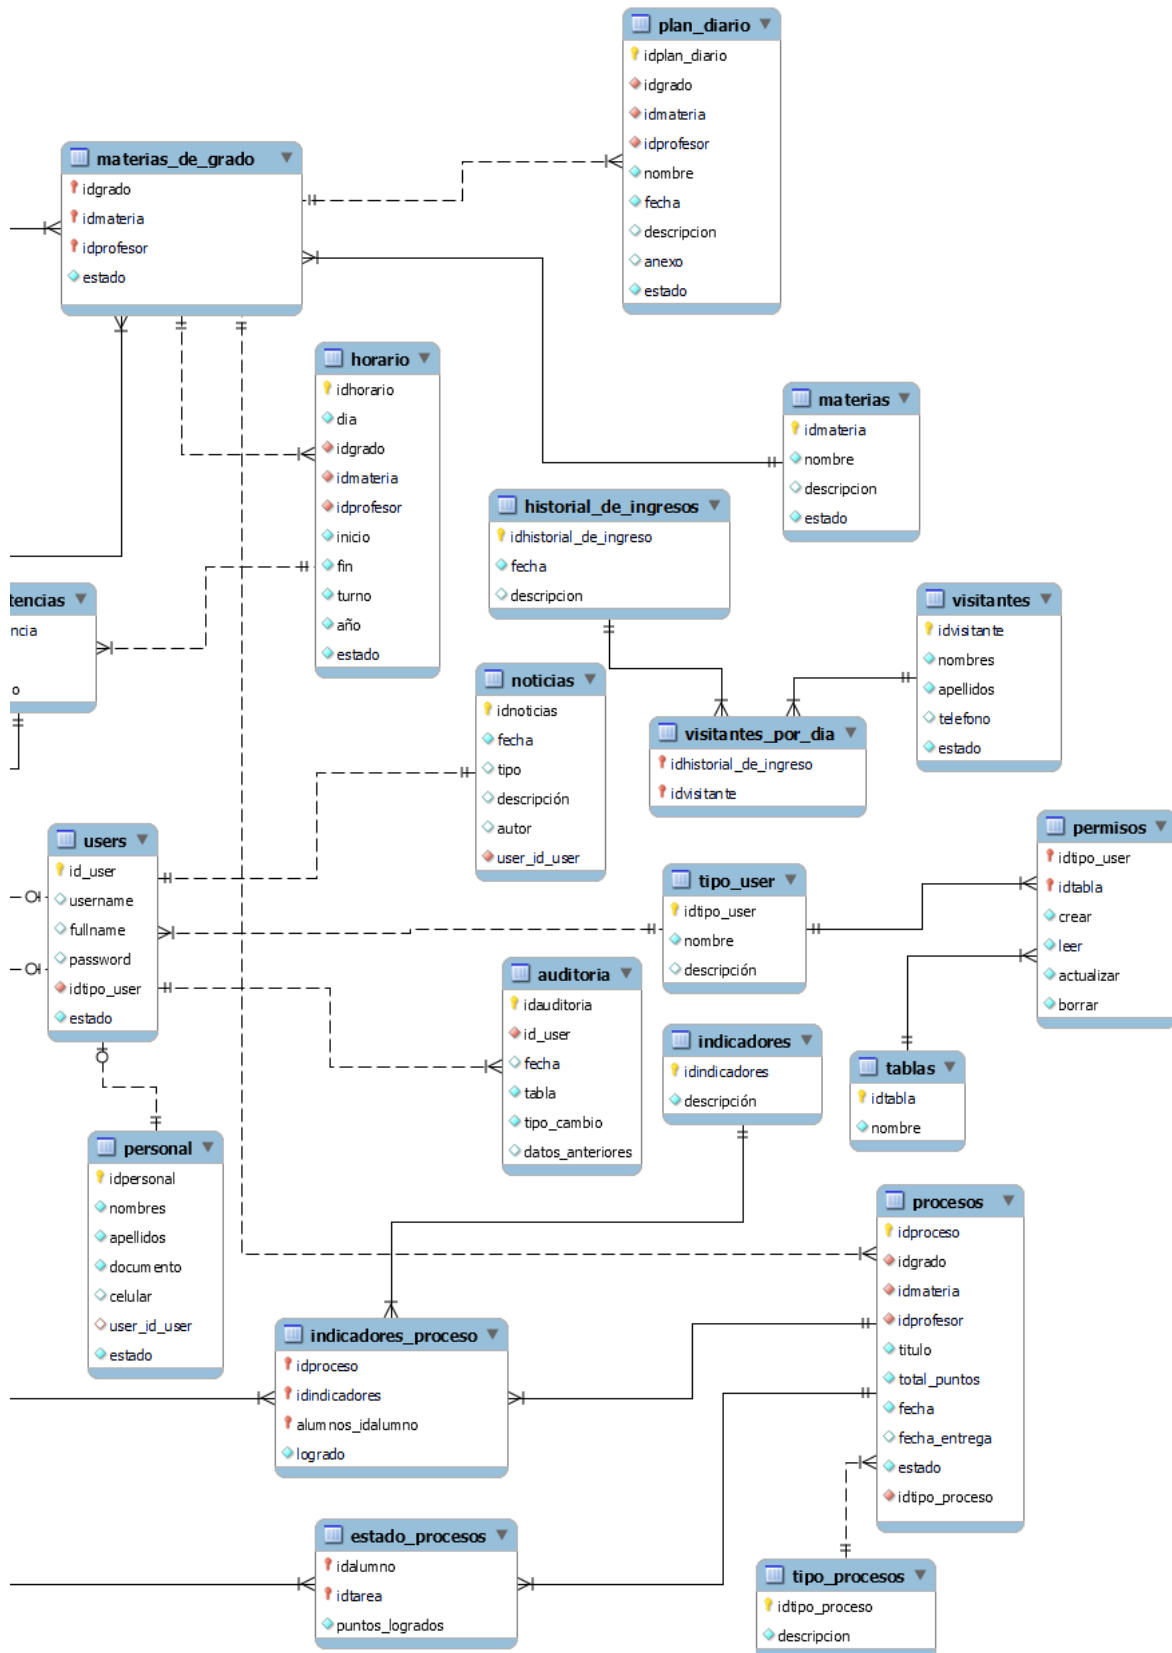 plan_diario
idplan_diario
idgrado
idmateria
idprofesor
nombre
fecha
descripcion
anexo
estado
materias_de_grado
idgrado
idmateria
idprofesor
estado
horario
idhorario
dia
idgrado
idmateria
idprofesor
inicio
fin
turno
año
estado
materias
idmateria
nombre
descripcion
estado
historial_de_ingresos
idhistorial_de_ingreso
fecha
descripcion
tencias
ncia
o
visitantes
idvisitante
nombres
apellidos
telefono
estado
noticias
idnoticias
fecha
tipo
descripción
autor
user_id_user
visitantes_por_dia
idhistorial_de_ingreso
idvisitante
users
id_user
username
fullname
password
idtipo_user
estado
tipo_user
idtipo_user
nombre
descripción
permisos
idtipo_user
idtabla
crear
leer
actualizar
borrar
auditoria
idauditoria
id_user
fecha
tabla
tipo_cambio
datos_anteriores
indicadores
idindicadores
descripción
tablas
idtabla
nombre
personal
idpersonal
nombres
apellidos
documento
celular
user_id_user
estado
procesos
idproceso
idgrado
idmateria
idprofesor
titulo
total_puntos
fecha
fecha_entrega
estado
idtipo_proceso
indicadores_proceso
idproceso
idindicadores
alumnos_idalumno
logrado
estado_procesos
idalumno
idtarea
puntos_logrados
tipo_procesos
idtipo_proceso
descripcion